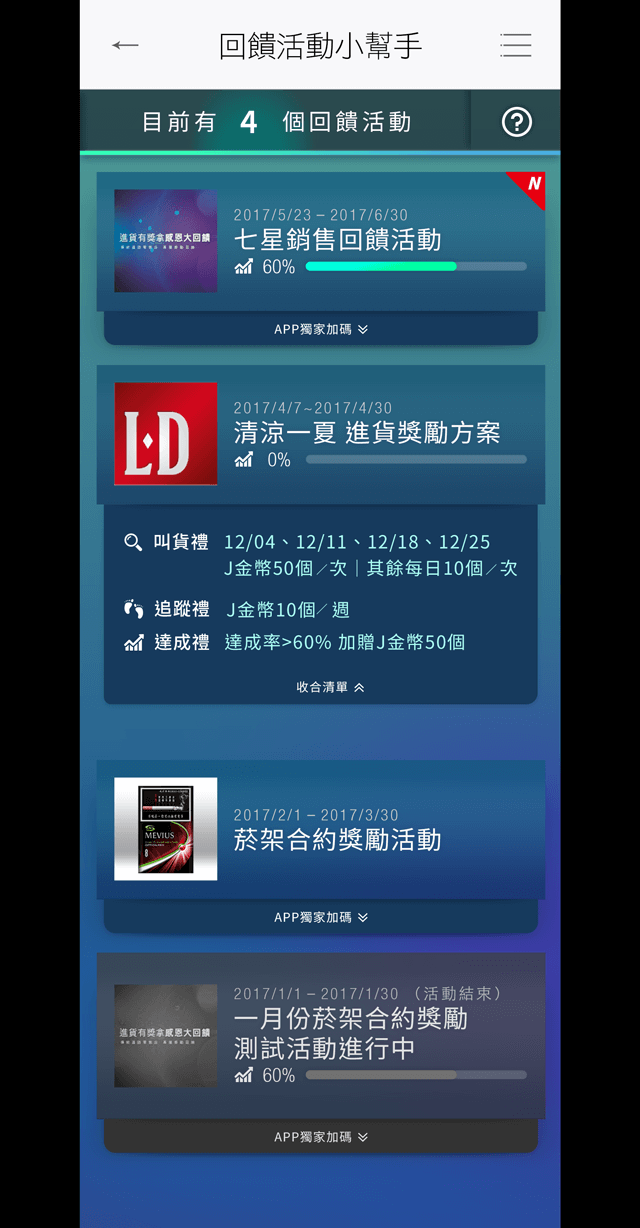 回饋活動小幫手
目前有 4 個回饋活動
?
N
進貨有獎拿感恩大回饋
2017/5/23 – 2017/6/30
七星銷售回饋活動
60%
APP獨家加碼
LD
2017/4/7~2017/4/30
清涼一夏 進貨獎勵方案
0%
叫貨禮 12/04、12/11、12/18、12/25
J金幣50個／次｜其餘每日10個／次
追蹤禮 J金幣10個／週
達成禮 達成率>60% 加贈J金幣50個
收合清單
MEVIUS
8
2017/2/1 – 2017/3/30
菸架合約獎勵活動
APP獨家加碼
進貨有獎拿感恩大回饋
2017/1/1 – 2017/1/30 （活動結束）
一月份菸架合約獎勵
測試活動進行中
60%
APP獨家加碼